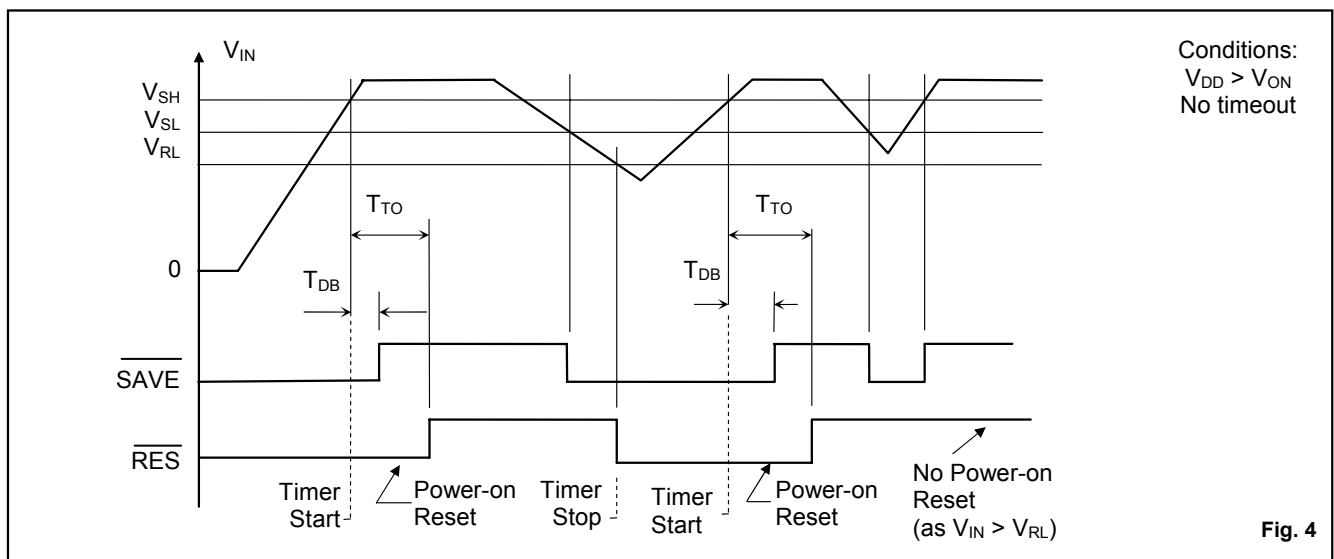 V_IN
Conditions:
V_DD > V_ON
No timeout
V_SH
V_SL
V_RL
T_TO
T_TO
0
T_DB
T_DB
SAVE
RES
Timer
Start
Power-on
Reset
Timer
Stop
Timer
Start
Power-on
Reset
No Power-on
Reset
(as V_IN > V_RL)
Fig. 4